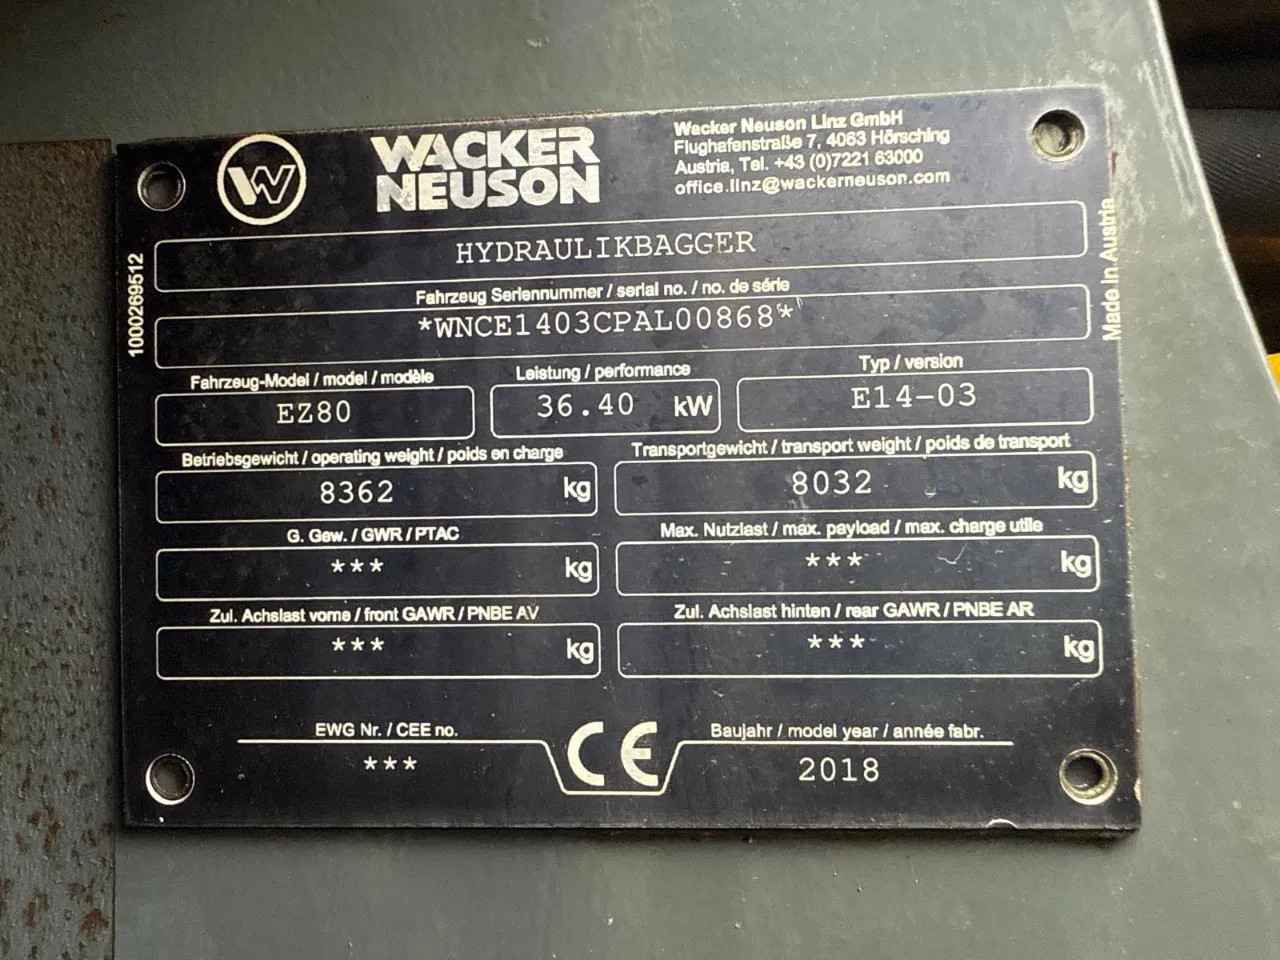 WACKER
NEUSON
Wacker Neuson Linz GmbH
Flughafenstraße 7, 4063 Hörsching
Austria, Tel. +43 (0)7221 63000
office.linz@wackerneuson.com
HYDRAULIKBAGGER
Fahrzeug Seriennummer / serial no. / no. de série
*WNCE1403CPAL00868*
Fahrzeug-Model / model / modèle
EZ80
Leistung / performance
36.40 kW
Typ / version
E14-03
Betriebsgewicht / operating weight / poids en charge
8362 kg
Transportgewicht / transport weight / poids de transport
8032 kg
G. Gew. / GWR / PTAC
*** kg
Max. Nutzlast / max. payload / max. charge utile
*** kg
Zul. Achslast vorne / front GAWR / PNBE AV
*** kg
Zul. Achslast hinten / rear GAWR / PNBE AR
*** kg
EWG Nr. / CEE no.
***
CE
Baujahr / model year / année fabr.
2018
1000269512
Made in Austria